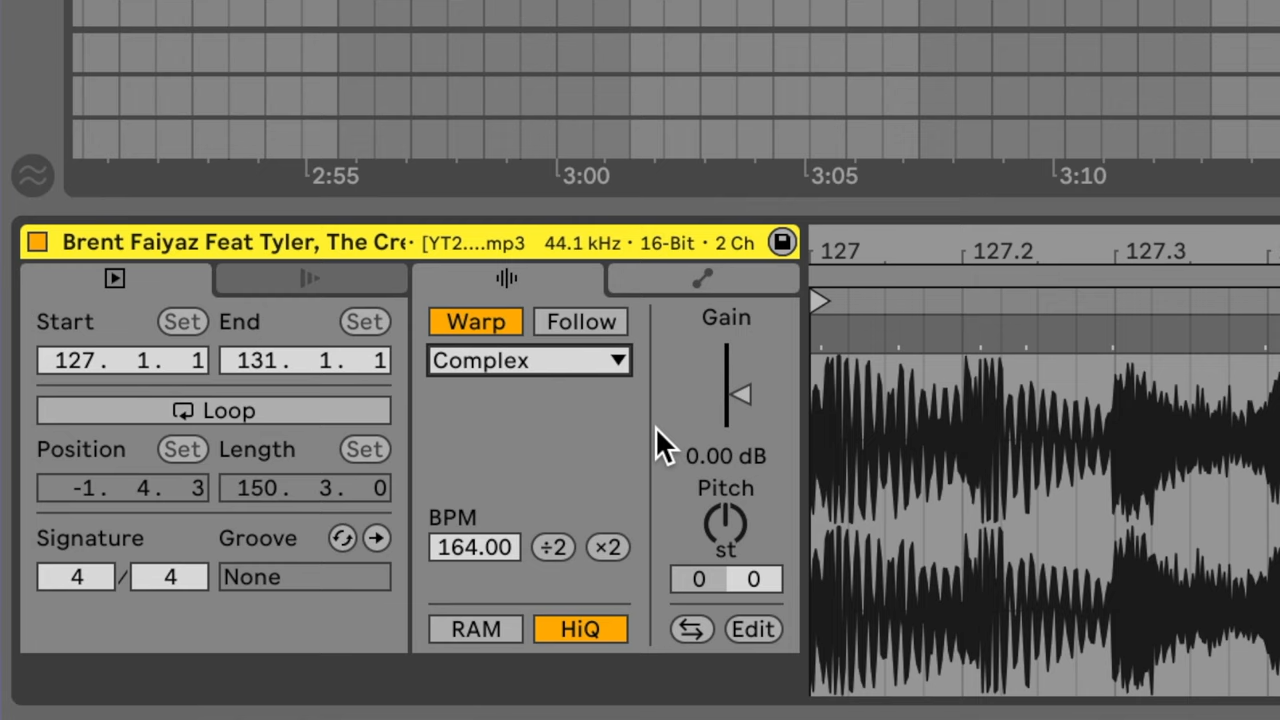 2:55 3:00 3:05 3:10
Brent Faiyaz Feat Tyler, The Cre· [YT2....mp3 44.1 kHz · 16-Bit · 2 Ch
127 127.2 127.3
Start Set End Set
127. 1. 1 131. 1. 1
Loop
Position Set Length Set
-1. 4. 3 150. 3. 0
Signature Groove
4 / 4 None
Warp Follow
Complex
BPM
164.00 ÷2 ×2
RAM HiQ
Gain
0.00 dB
Pitch
st
0 0
Edit